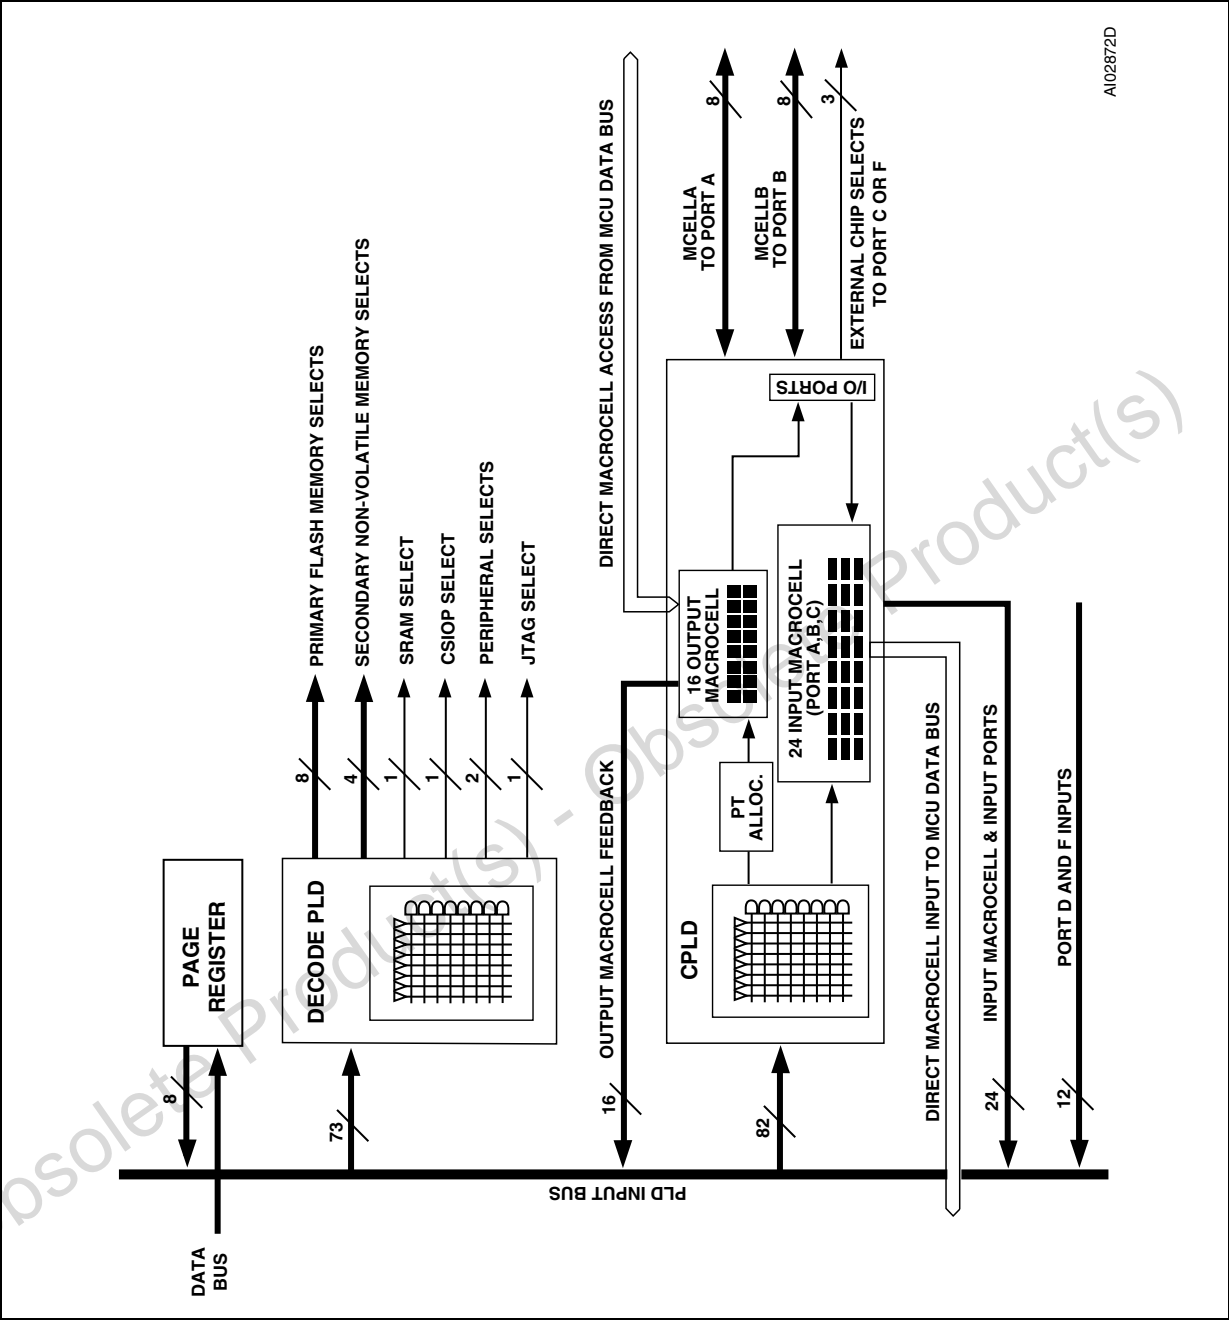 DATA
BUS
8
PAGE
REGISTER
73
DECODE PLD
8
PRIMARY FLASH MEMORY SELECTS
4
SECONDARY NON-VOLATILE MEMORY SELECTS
1
SRAM SELECT
1
CSIOP SELECT
2
PERIPHERAL SELECTS
1
JTAG SELECT
PLD INPUT BUS
16
OUTPUT MACROCELL FEEDBACK
DIRECT MACROCELL ACCESS FROM MCU DATA BUS
82
CPLD
PT
ALLOC.
16 OUTPUT
MACROCELL
24 INPUT MACROCELL
(PORT A,B,C)
I/O PORTS
MCELLA
TO PORT A
8
MCELLB
TO PORT B
8
EXTERNAL CHIP SELECTS
TO PORT C OR F
3
DIRECT MACROCELL INPUT TO MCU DATA BUS
24
INPUT MACROCELL & INPUT PORTS
12
PORT D AND F INPUTS
AI02872D
bsolete Product(s) - Obsolete Product(s)